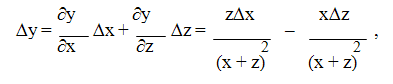 Δy = ∂y/∂x Δx + ∂y/∂z Δz = zΔx/(x + z)² – xΔz/(x + z)² ,